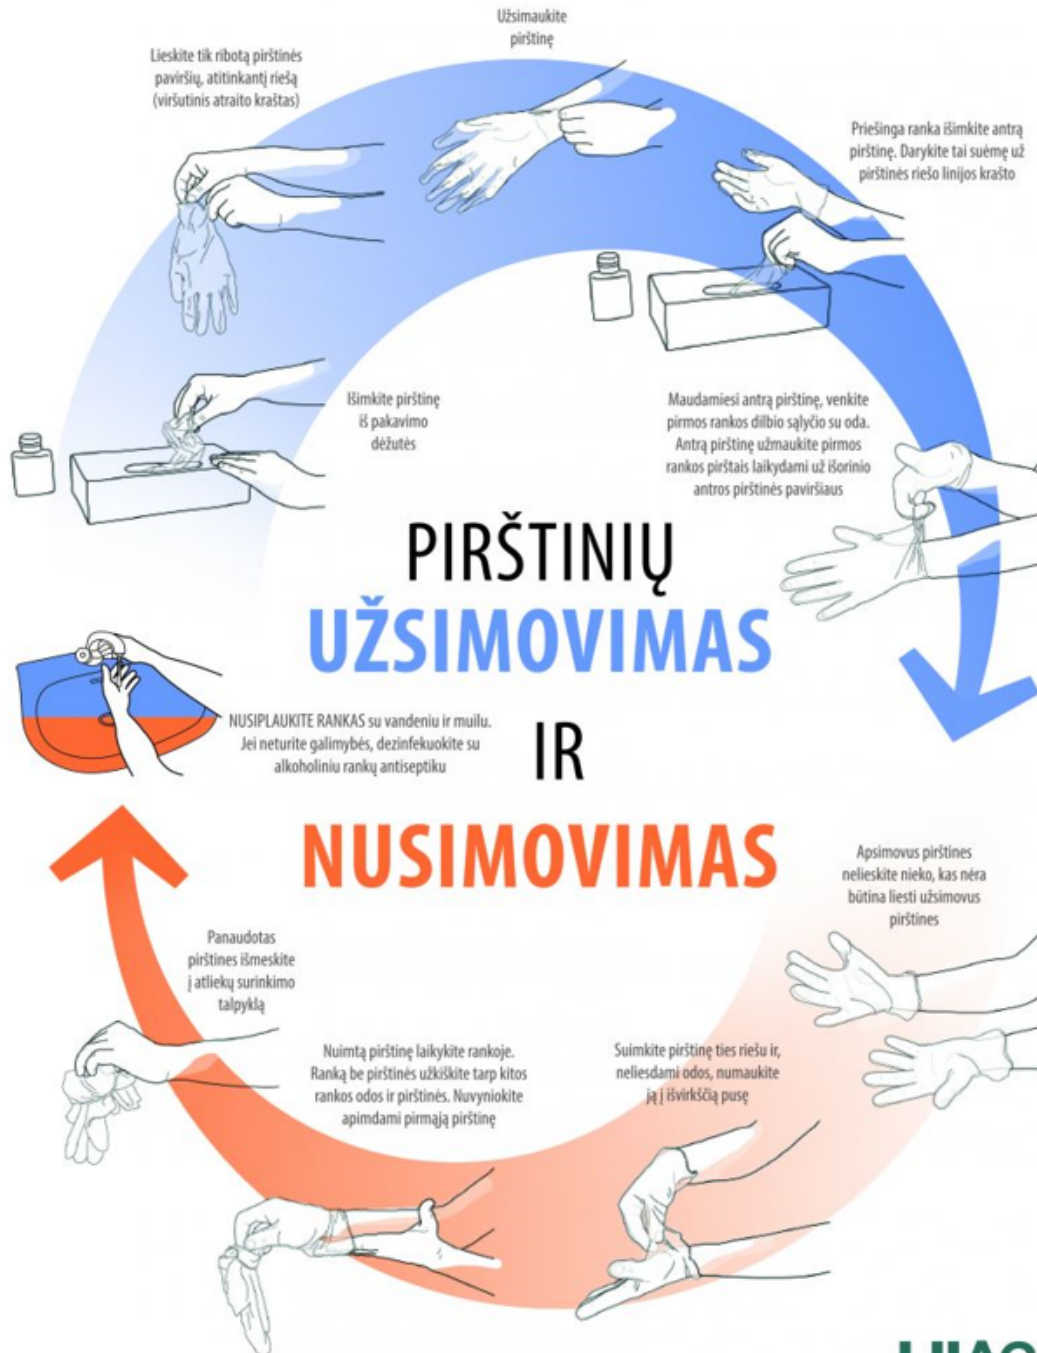 Užsimaukite
pirštinę
Lieskite tik ribotą pirštinės
paviršių, atitinkantį riešą
(viršutinis atraito kraštas)
Priešinga ranka išimkite antrą
pirštinę. Darykite tai suėmę už
pirštinės riešo linijos krašto
Išimkite pirštinę
iš pakavimo
dėžutės
Maudamiesi antrą pirštinę, venkite
pirmos rankos dilbio sąlyčio su oda.
Antrą pirštinę užmaukite pirmos
rankos pirštais laikydami už išorinio
antros pirštinės paviršiaus
PIRŠTINIŲ
UŽSIMOVIMAS
IR
NUSIMOVIMAS
NUSIPLAUKITE RANKAS su vandeniu ir muilu.
Jei neturite galimybės, dezinfekuokite su
alkoholiniu rankų antiseptiku
Apsimovus pirštines
nelieskite nieko, kas nėra
būtina liesti užsimovus
pirštines
Panaudotas
pirštines išmeskite
į atliekų surinkimo
talpyklą
Nuimtą pirštinę laikykite rankoje.
Ranką be pirštinės užkiškite tarp kitos
rankos odos ir pirštinės. Nuvyniokite
apimdami pirmąją pirštinę
Suimkite pirštinę ties riešu ir,
neliesdami odos, numaukite
ją į išvirkščią pusę